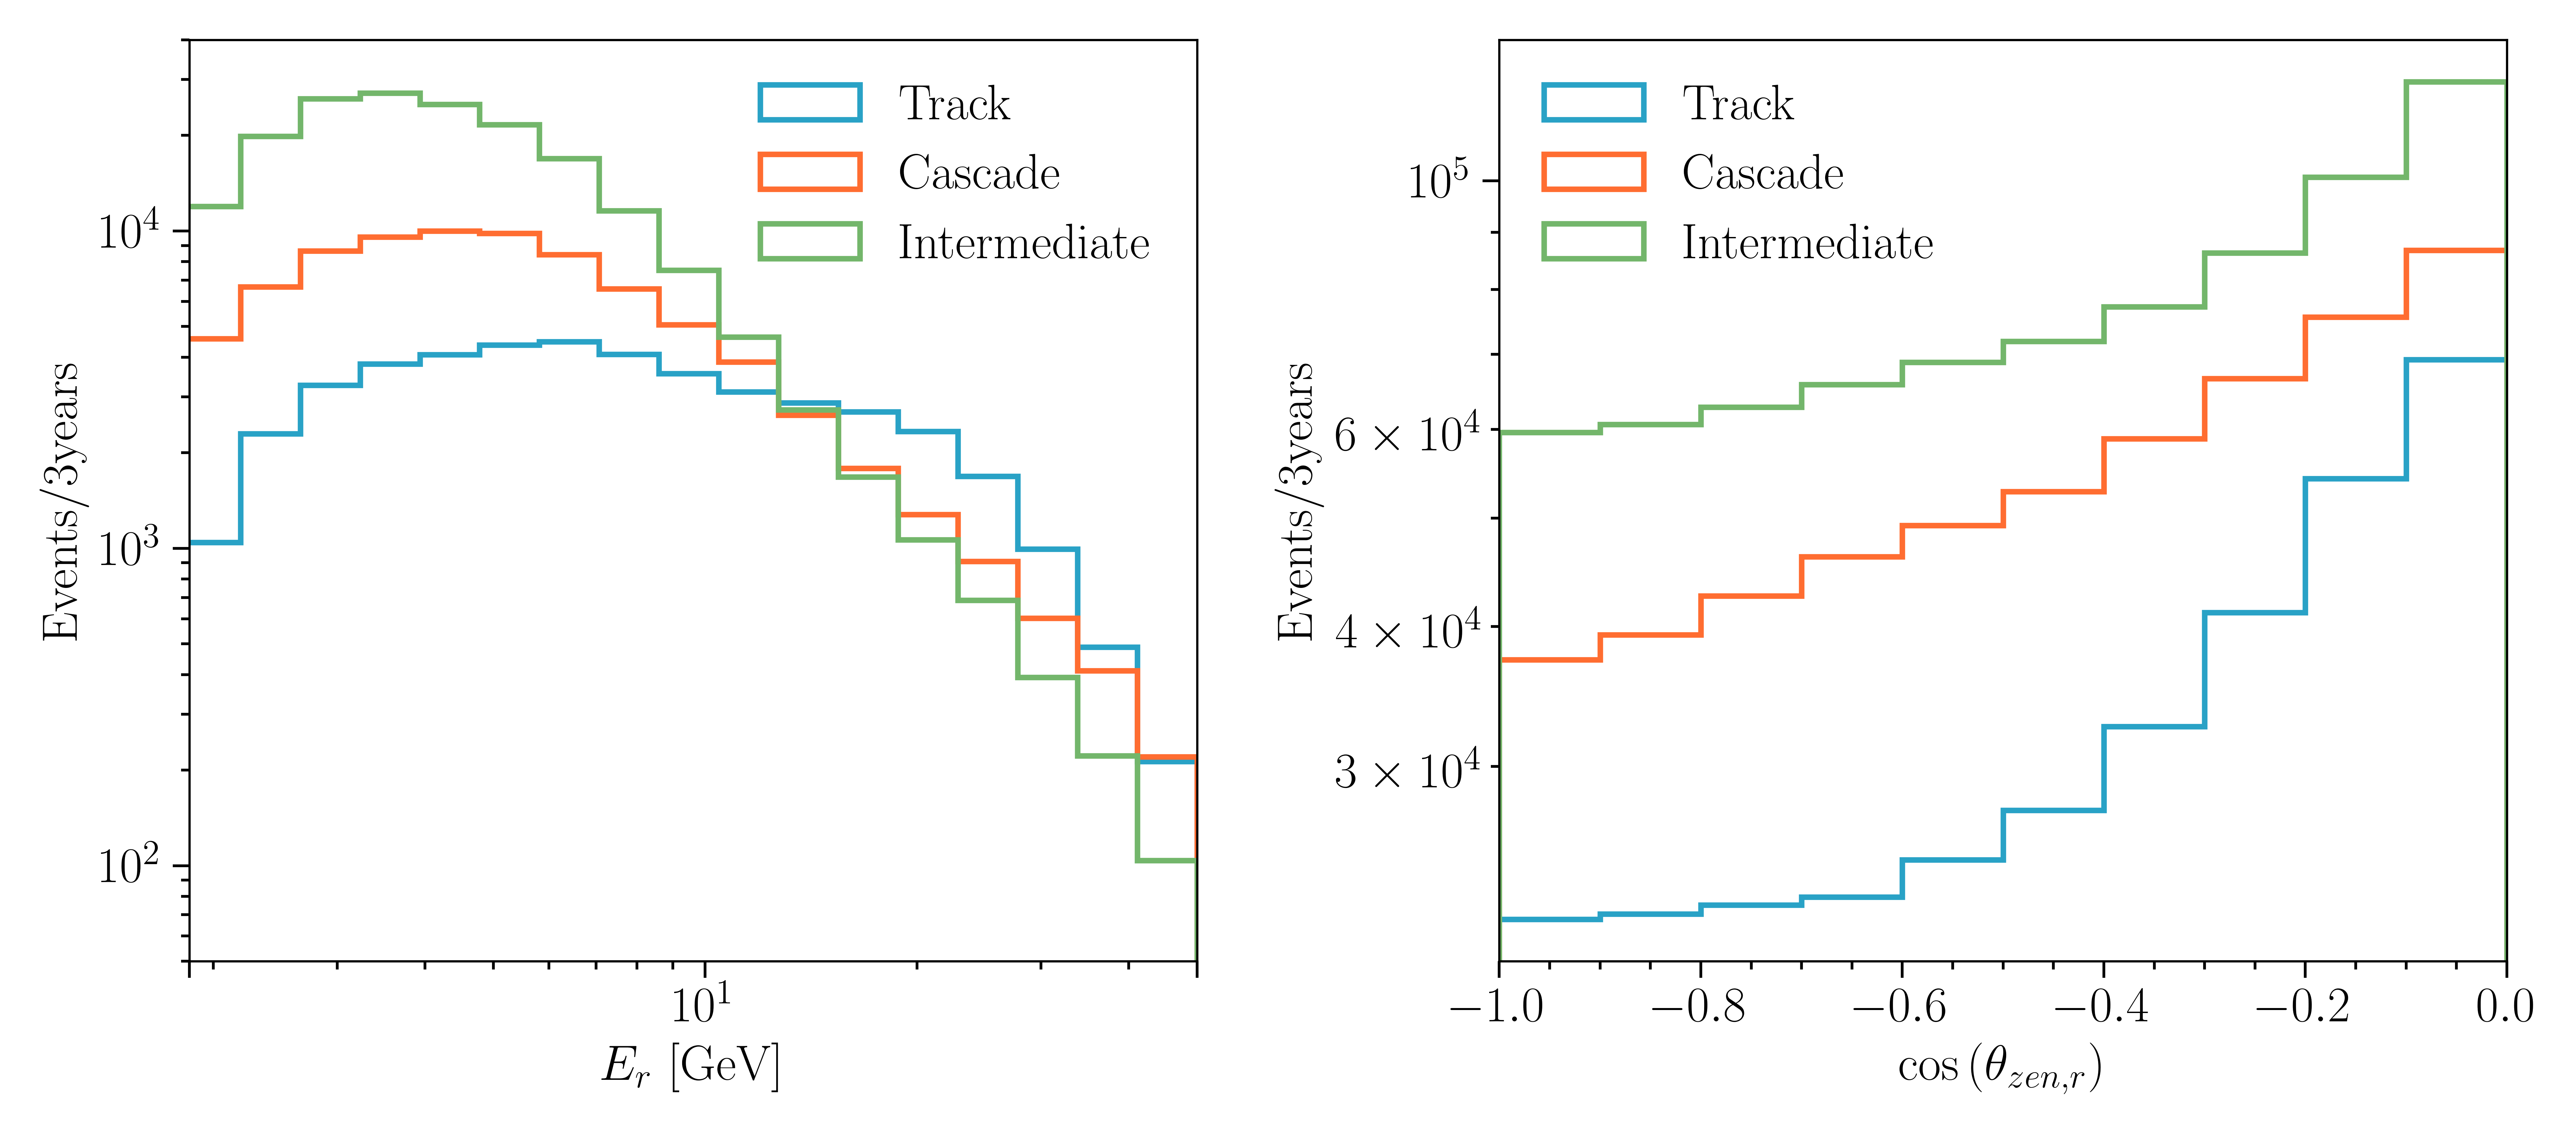 Events/3years
10^4
10^3
10^2
Track
Cascade
Intermediate
10^1
E_r [GeV]
Events/3years
10^5
6 × 10^4
4 × 10^4
3 × 10^4
Track
Cascade
Intermediate
−1.0 −0.8 −0.6 −0.4 −0.2 0.0
cos (θ_{zen,r})